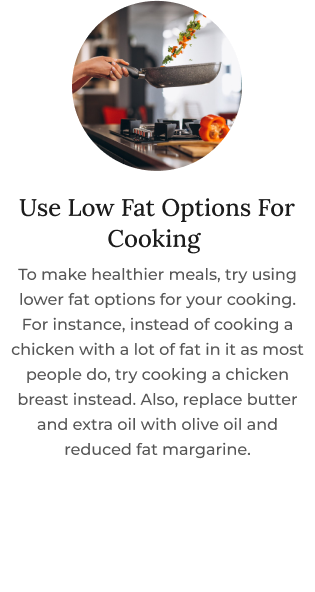 Use Low Fat Options For
Cooking
To make healthier meals, try using
lower fat options for your cooking.
For instance, instead of cooking a
chicken with a lot of fat in it as most
people do, try cooking a chicken
breast instead. Also, replace butter
and extra oil with olive oil and
reduced fat margarine.